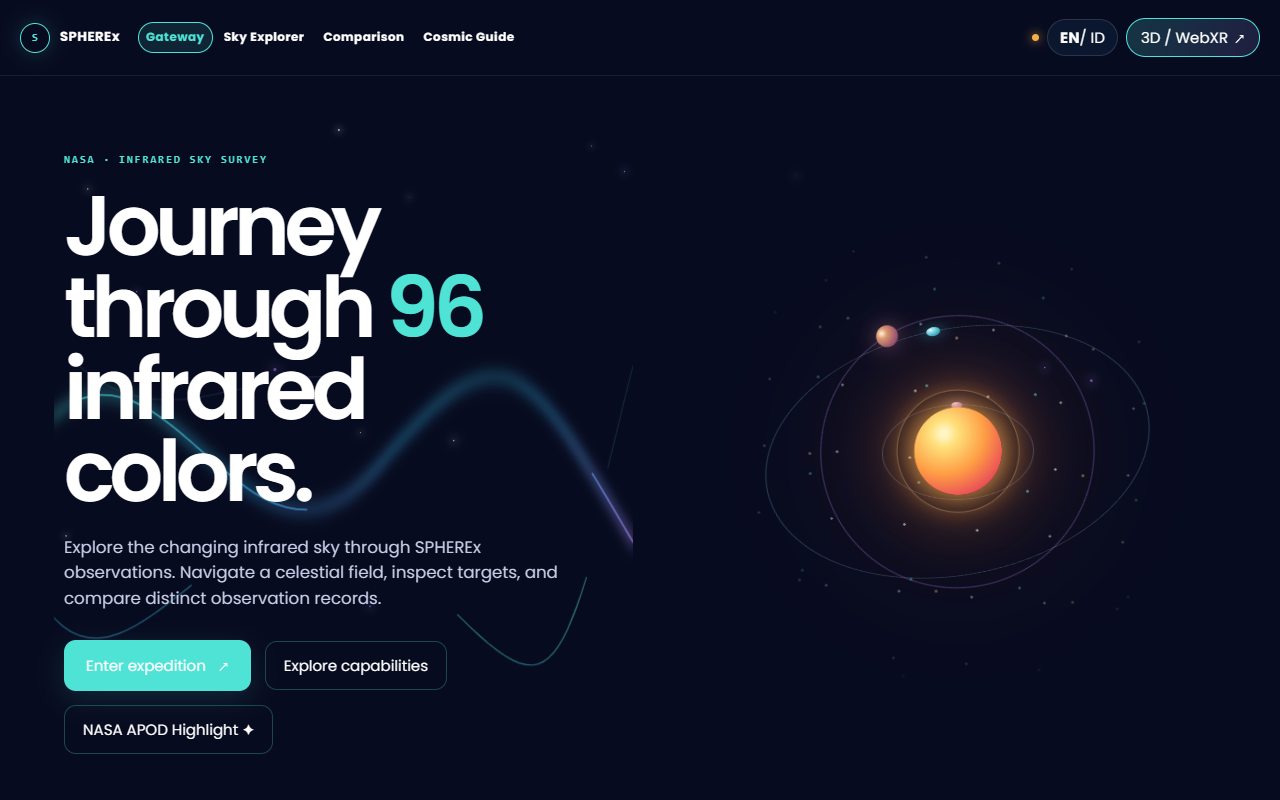 S SPHEREx Gateway Sky Explorer Comparison Cosmic Guide EN/ ID 3D / WebXR ↗
NASA · INFRARED SKY SURVEY
Journey
through 96
infrared
colors.
Explore the changing infrared sky through SPHEREx
observations. Navigate a celestial field, inspect targets, and
compare distinct observation records.
Enter expedition ↗ Explore capabilities
NASA APOD Highlight ✦